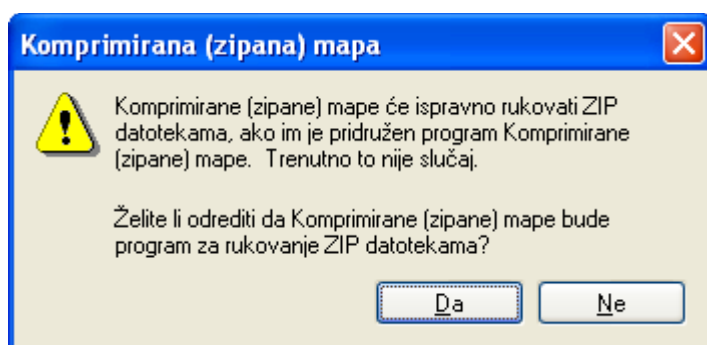 Komprimirana (zipana) mapa
Komprimirane (zipane) mape će ispravno rukovati ZIP
datotekama, ako im je pridružen program Komprimirane
(zipane) mape.  Trenutno to nije slučaj.
Želite li odrediti da Komprimirane (zipane) mape bude
program za rukovanje ZIP datotekama?
Da
Ne